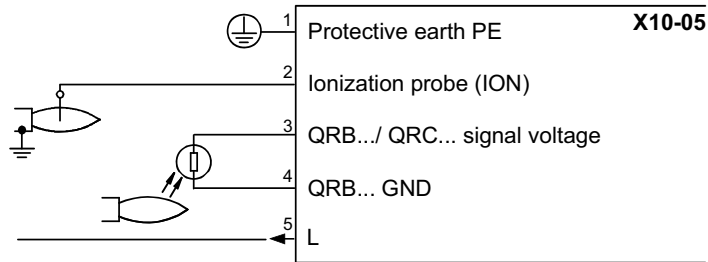 X10-05
1 Protective earth PE
2 Ionization probe (ION)
3 QRB.../ QRC... signal voltage
4 QRB... GND
5 L